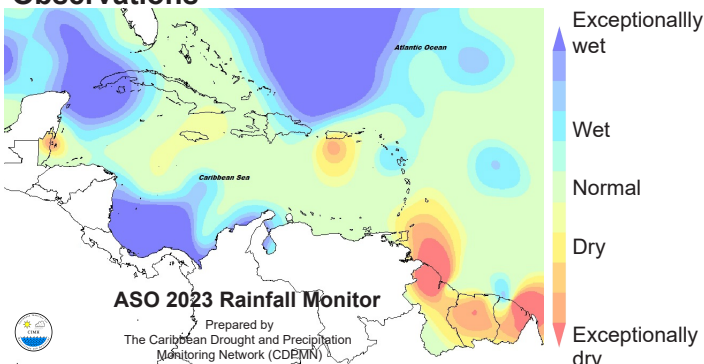 Observations
Atlantic Ocean
Caribbean Sea
ASO 2023 Rainfall Monitor
Prepared by
The Caribbean Drought and Precipitation
Monitoring Network (CDPMN)
CIMH
Exceptionallly
wet
Wet
Normal
Dry
Exceptionally
dry